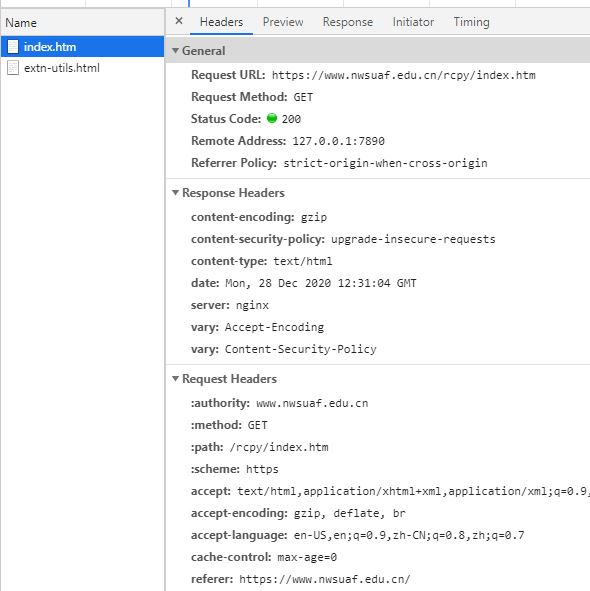 Name
× Headers Preview Response Initiator Timing
index.htm
extn-utils.html
General
Request URL: https://www.nwsuaf.edu.cn/rcpy/index.htm
Request Method: GET
Status Code: 200
Remote Address: 127.0.0.1:7890
Referrer Policy: strict-origin-when-cross-origin
Response Headers
content-encoding: gzip
content-security-policy: upgrade-insecure-requests
content-type: text/html
date: Mon, 28 Dec 2020 12:31:04 GMT
server: nginx
vary: Accept-Encoding
vary: Content-Security-Policy
Request Headers
:authority: www.nwsuaf.edu.cn
:method: GET
:path: /rcpy/index.htm
:scheme: https
accept: text/html,application/xhtml+xml,application/xml;q=0.9,
accept-encoding: gzip, deflate, br
accept-language: en-US,en;q=0.9,zh-CN;q=0.8,zh;q=0.7
cache-control: max-age=0
referer: https://www.nwsuaf.edu.cn/